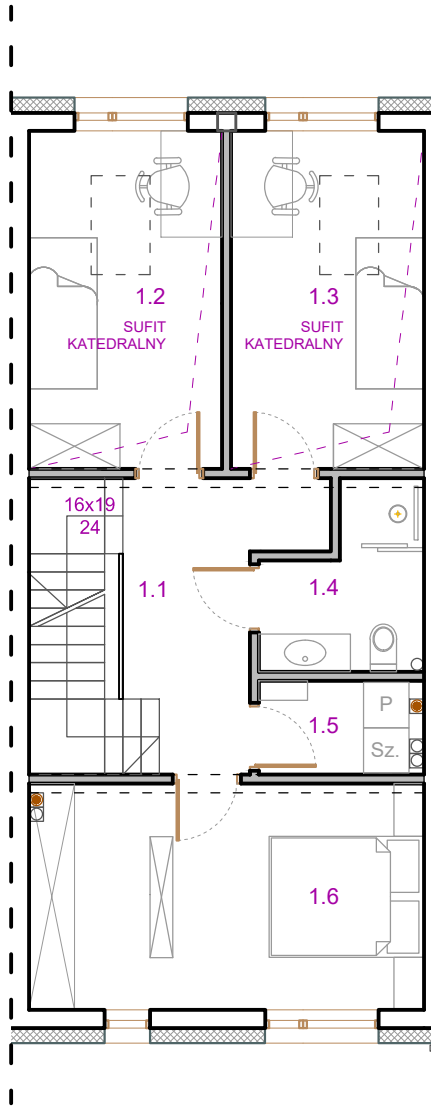 1.2
SUFIT
KATEDRALNY
1.3
SUFIT
KATEDRALNY
16x19
24
1.1
1.4
1.5
P
Sz.
1.6